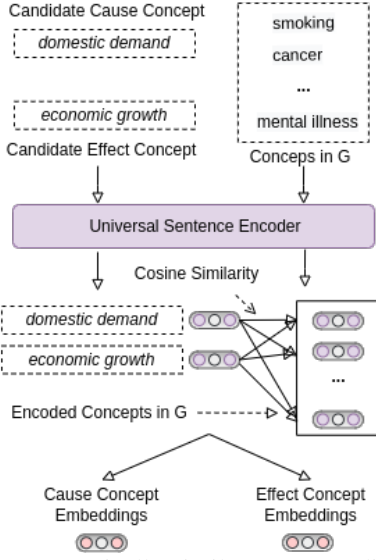 Candidate Cause Concept
domestic demand
economic growth
Candidate Effect Concept
smoking
cancer
...
mental illness
Conceps in G
Universal Sentence Encoder
Cosine Similarity
domestic demand
economic growth
...
Encoded Concepts in G
Cause Concept
Embeddings
Effect Concept
Embeddings